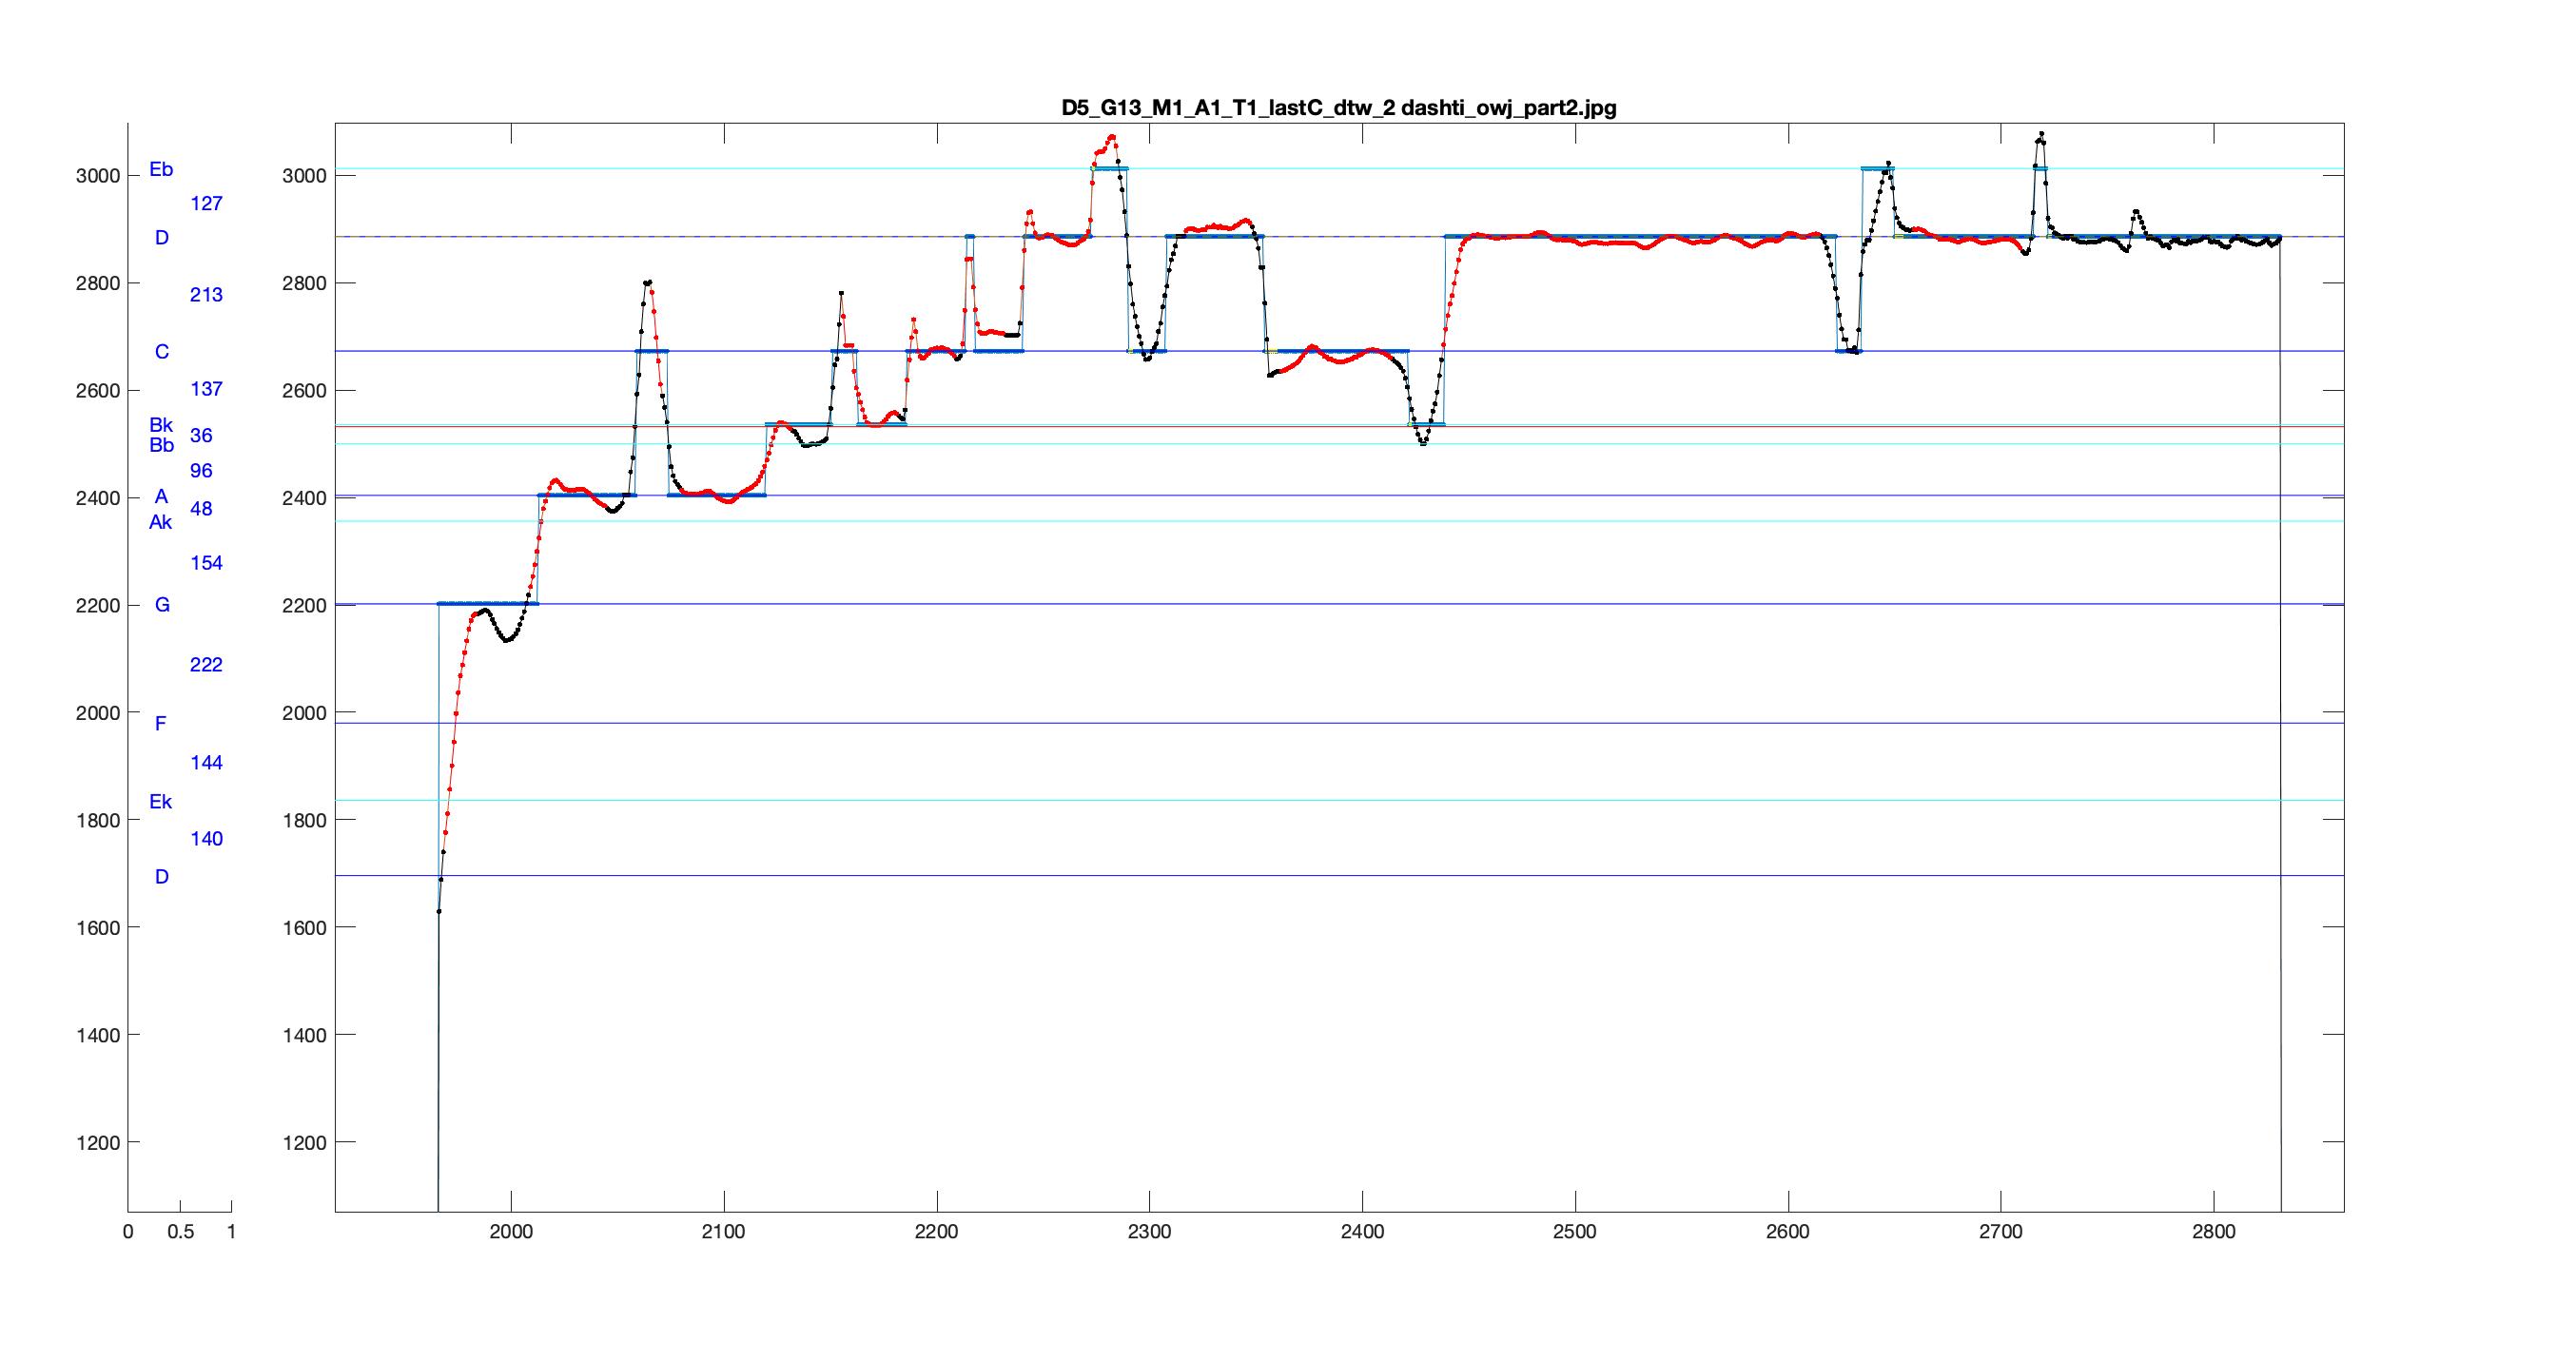 D5_G13_M1_A1_T1_lastC_dtw_2 dashti_owj_part2.jpg
3000 Eb 3000
127
D
2800 213 2800
C
2600 137 2600
Bk
36
Bb
96
2400 A 2400
48
Ak
154
2200 G 2200
222
2000 F 2000
144
Ek
1800 140 1800
D
1600 1600
1400 1400
1200 1200
0 0.5 1 2000 2100 2200 2300 2400 2500 2600 2700 2800